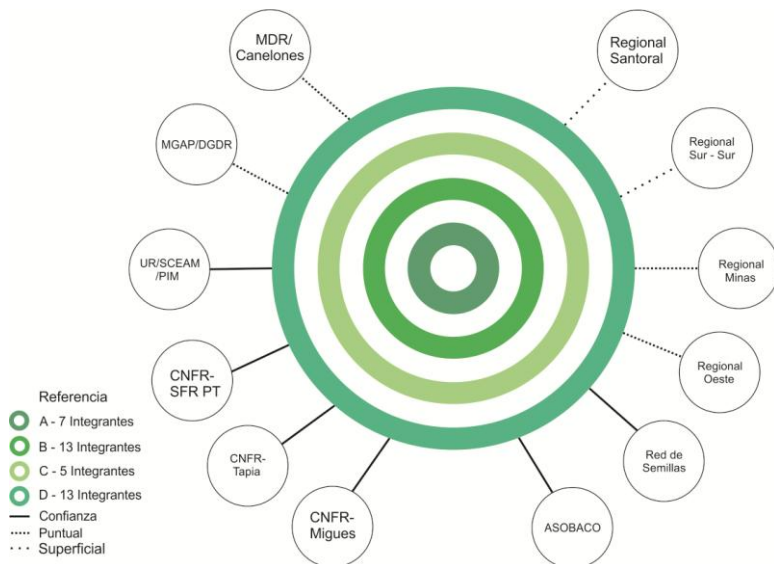 MDR/
Canelones
Regional
Santoral
MGAP/DGDR
Regional
Sur - Sur
UR/SCEAM
/PIM
Regional
Minas
CNFR-
SFR PT
Regional
Oeste
CNFR-
Tapia
Red de
Semillas
CNFR-
Migues
ASOBACO
Referencia
A - 7 Integrantes
B - 13 Integrantes
C - 5 Integrantes
D - 13 Integrantes
Confianza
Puntual
Superficial